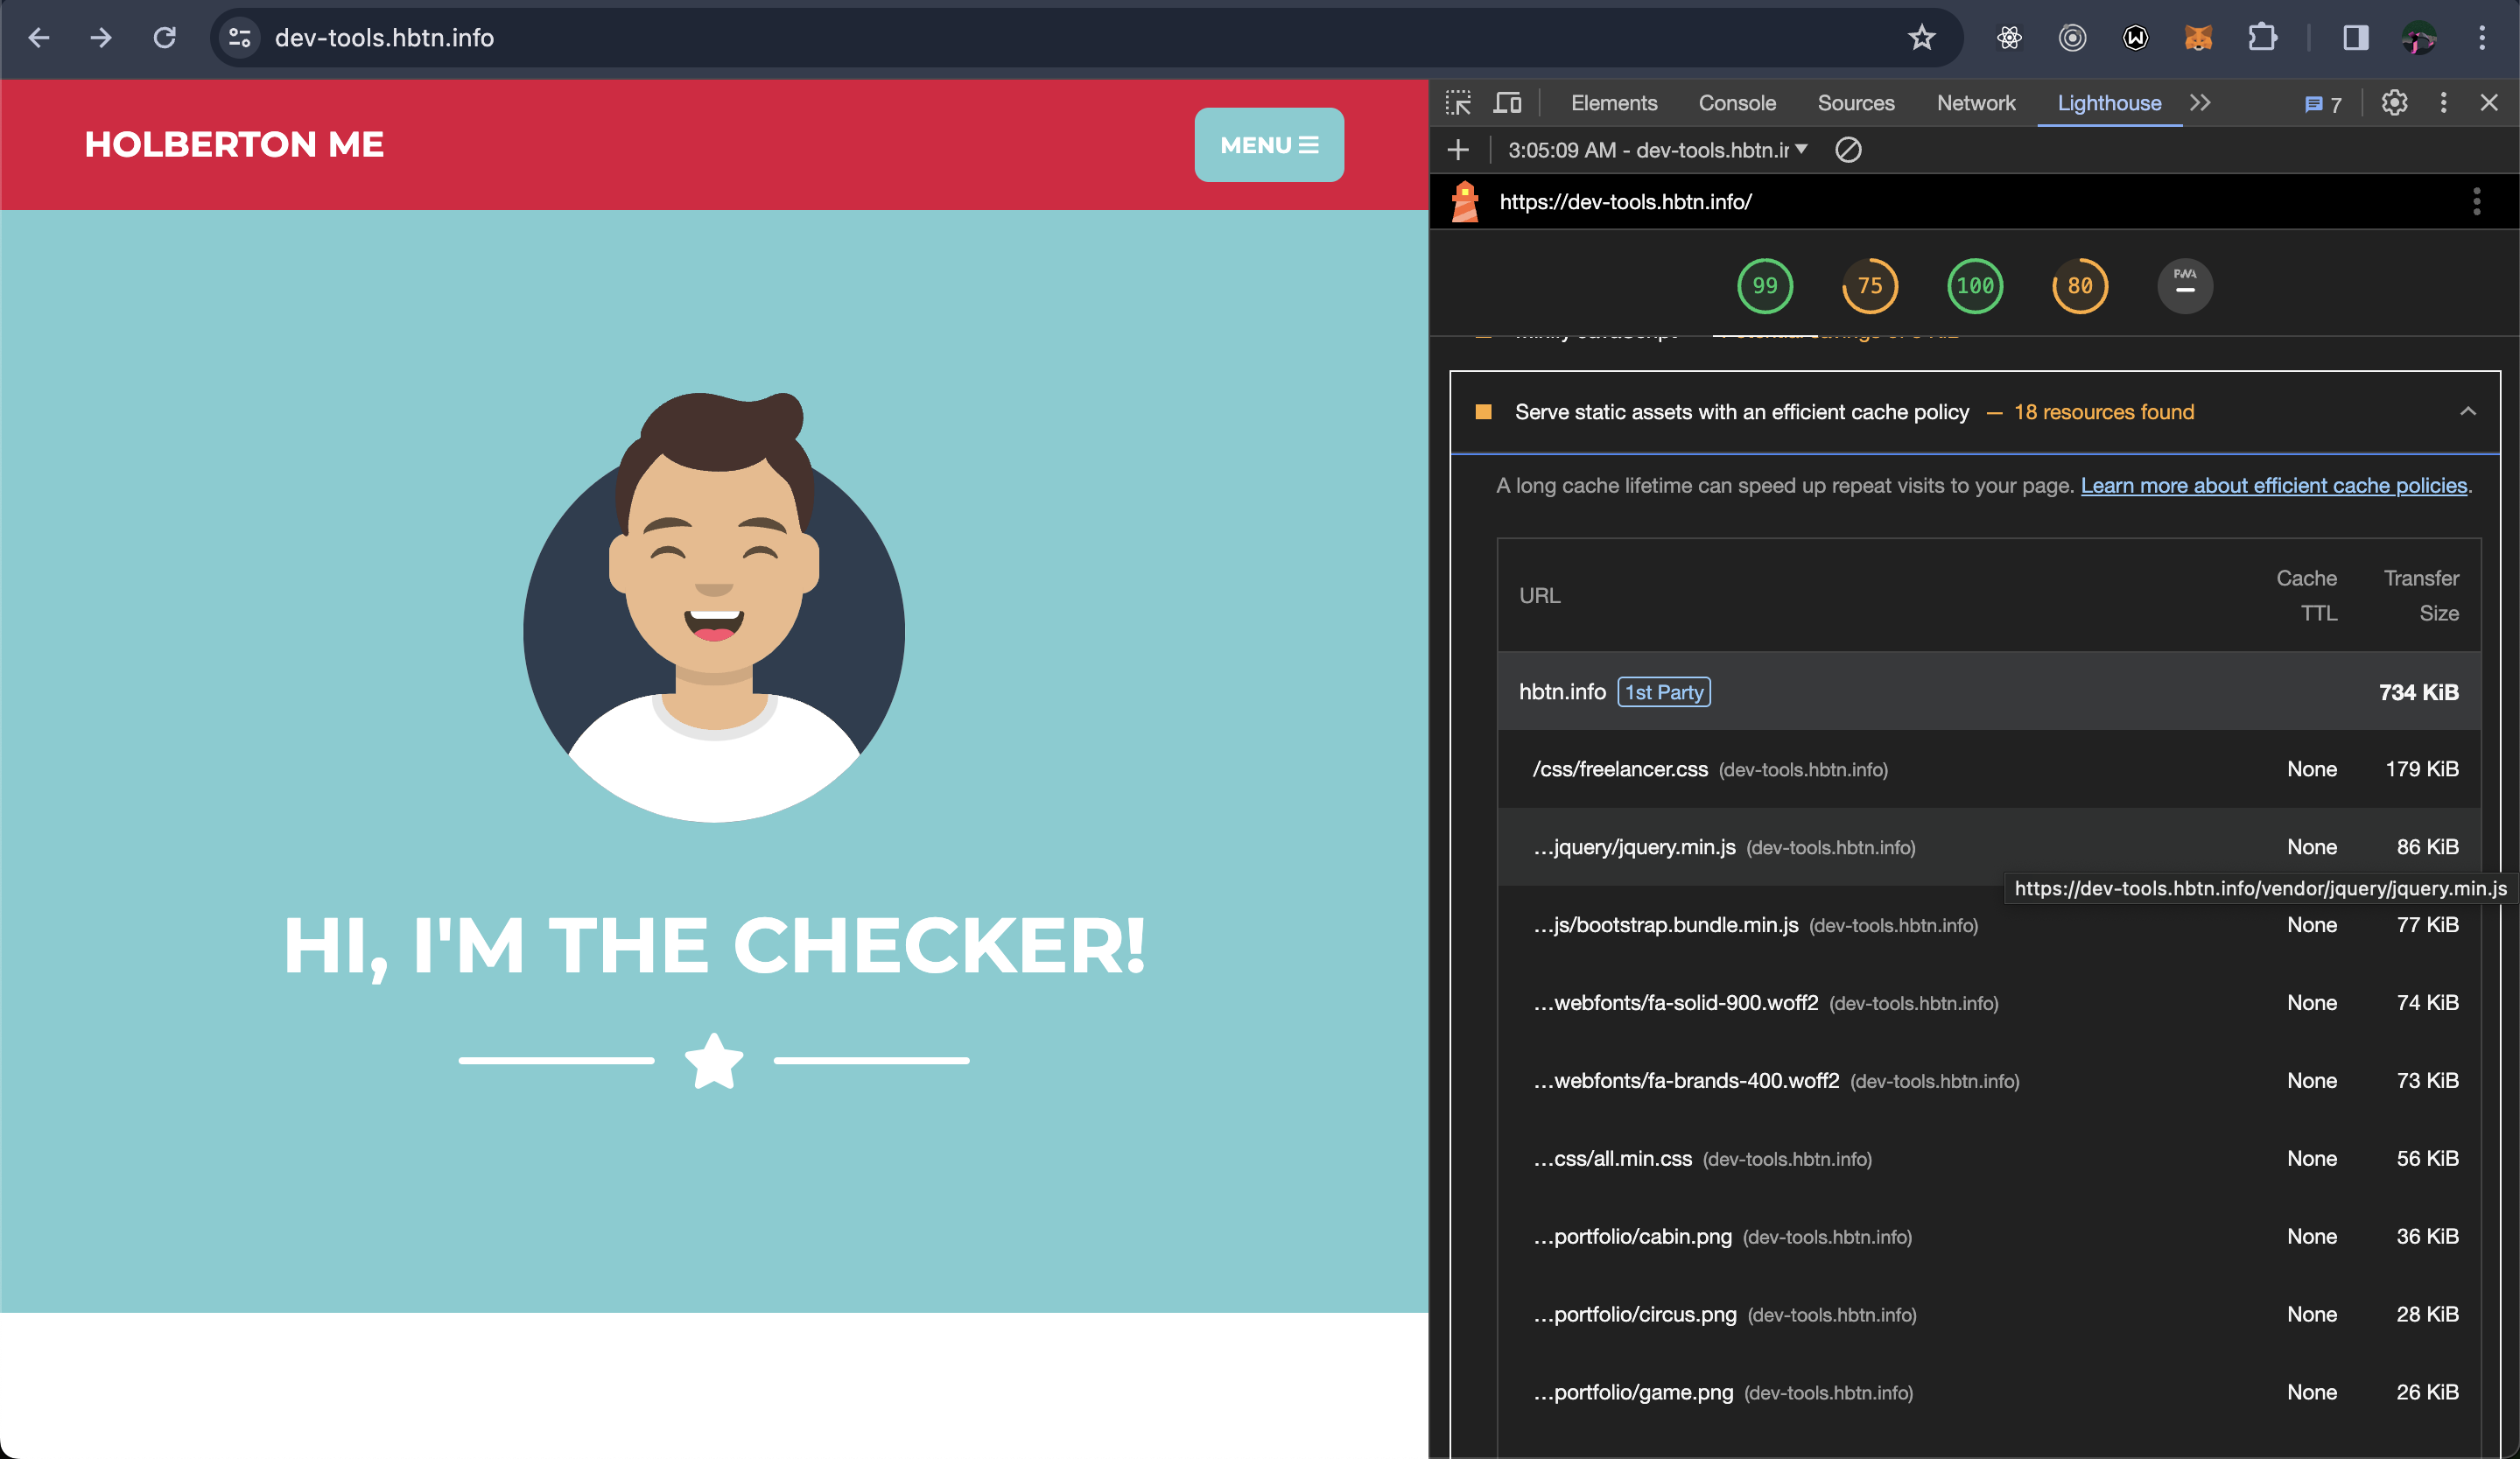 dev-tools.hbtn.info
HOLBERTON ME
MENU
HI, I'M THE CHECKER!
Elements Console Sources Network Lighthouse 7
3:05:09 AM - dev-tools.hbtn.ir
https://dev-tools.hbtn.info/
99 75 100 80 PWA
Minify JavaScript
Serve static assets with an efficient cache policy — 18 resources found
A long cache lifetime can speed up repeat visits to your page. Learn more about efficient cache policies.
URL Cache TTL Transfer Size
hbtn.info 1st Party 734 KiB
/css/freelancer.css (dev-tools.hbtn.info) None 179 KiB
…jquery/jquery.min.js (dev-tools.hbtn.info) None 86 KiB
https://dev-tools.hbtn.info/vendor/jquery/jquery.min.js
…js/bootstrap.bundle.min.js (dev-tools.hbtn.info) None 77 KiB
…webfonts/fa-solid-900.woff2 (dev-tools.hbtn.info) None 74 KiB
…webfonts/fa-brands-400.woff2 (dev-tools.hbtn.info) None 73 KiB
…css/all.min.css (dev-tools.hbtn.info) None 56 KiB
…portfolio/cabin.png (dev-tools.hbtn.info) None 36 KiB
…portfolio/circus.png (dev-tools.hbtn.info) None 28 KiB
…portfolio/game.png (dev-tools.hbtn.info) None 26 KiB